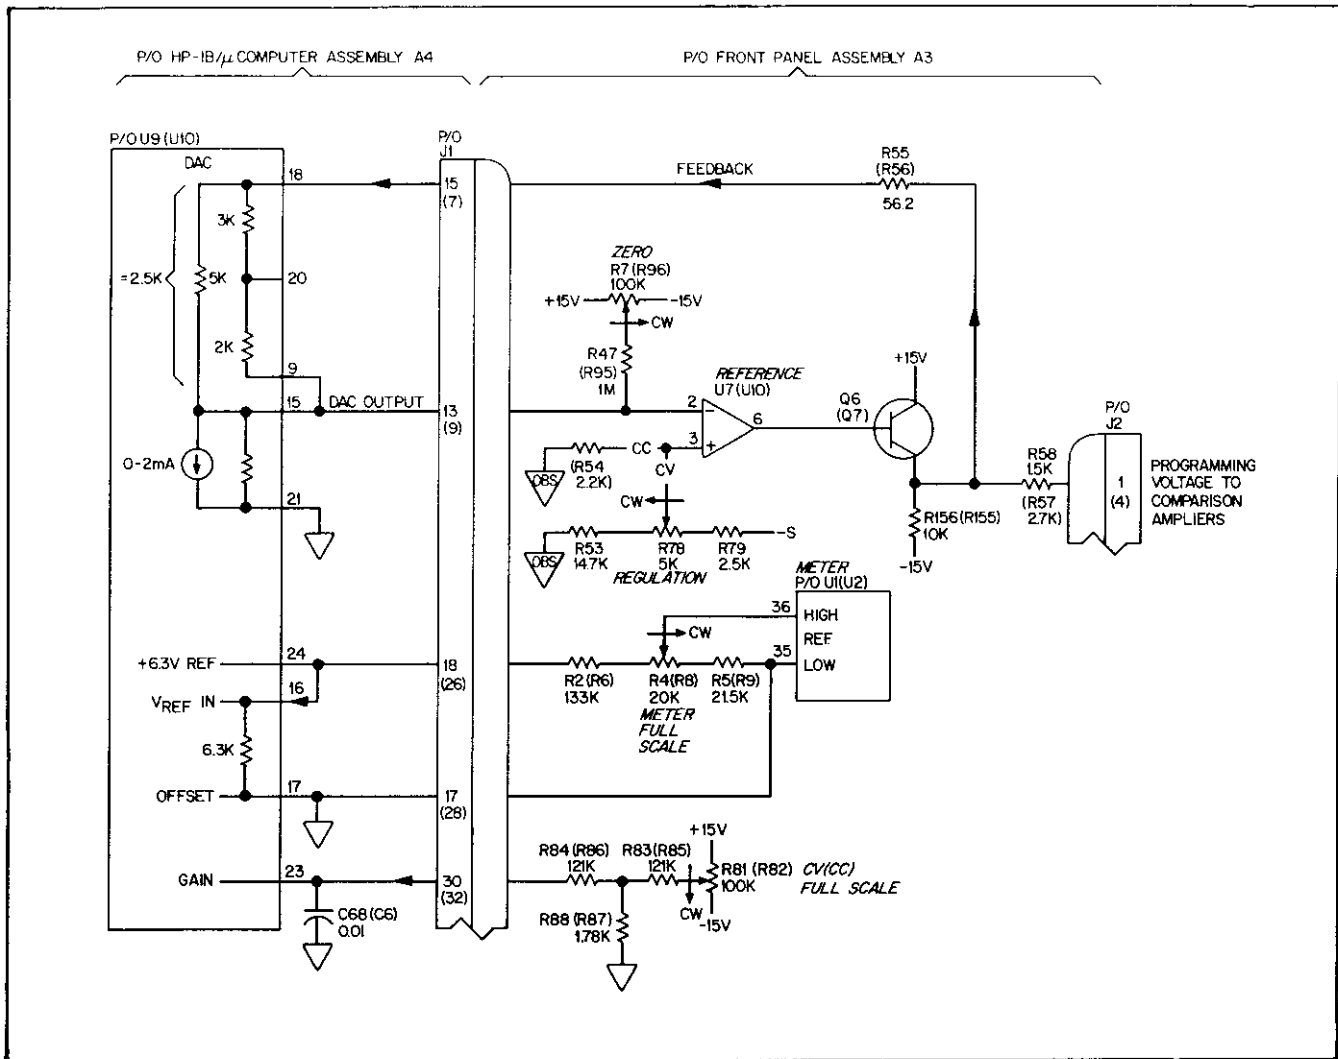 P/O HP-IB/μ COMPUTER ASSEMBLY A4
P/O FRONT PANEL ASSEMBLY A3
P/O U9 (U10)
DAC
18
3K
=2.5K
5K
20
2K
9
15
DAC OUTPUT
0-2mA
21
+6.3V REF
24
16
VREF IN
6.3K
OFFSET
17
GAIN
23
C68 (C6)
0.01
P/O
J1
15
(7)
13
(9)
18
(26)
17
(28)
30
(32)
FEEDBACK
R55
(R56)
56.2
ZERO
R7 (R96)
100K
+15V
-15V
CW
R47
(R95)
1M
REFERENCE
U7 (U10)
2
-
3
+
6
CC
CV
(R54)
2.2K)
OBS
CW
OBS
R53
14.7K
R78
5K
R79
2.5K
-S
REGULATION
+15V
Q6
(Q7)
R156 (R155)
10K
-15V
R58
1.5K
(R57
2.7K)
P/O
J2
1
(4)
PROGRAMMING
VOLTAGE TO
COMPARISON
AMPLIERS
METER
P/O U1 (U2)
36
HIGH
REF
35
LOW
CW
R2 (R6)
133K
R4 (R8)
20K
R5 (R9)
21.5K
METER
FULL
SCALE
R84 (R86)
121K
R83 (R85)
121K
+15V
R81 (R82)
100K
CV(CC)
FULL SCALE
CW
-15V
R88 (R87)
1.78K